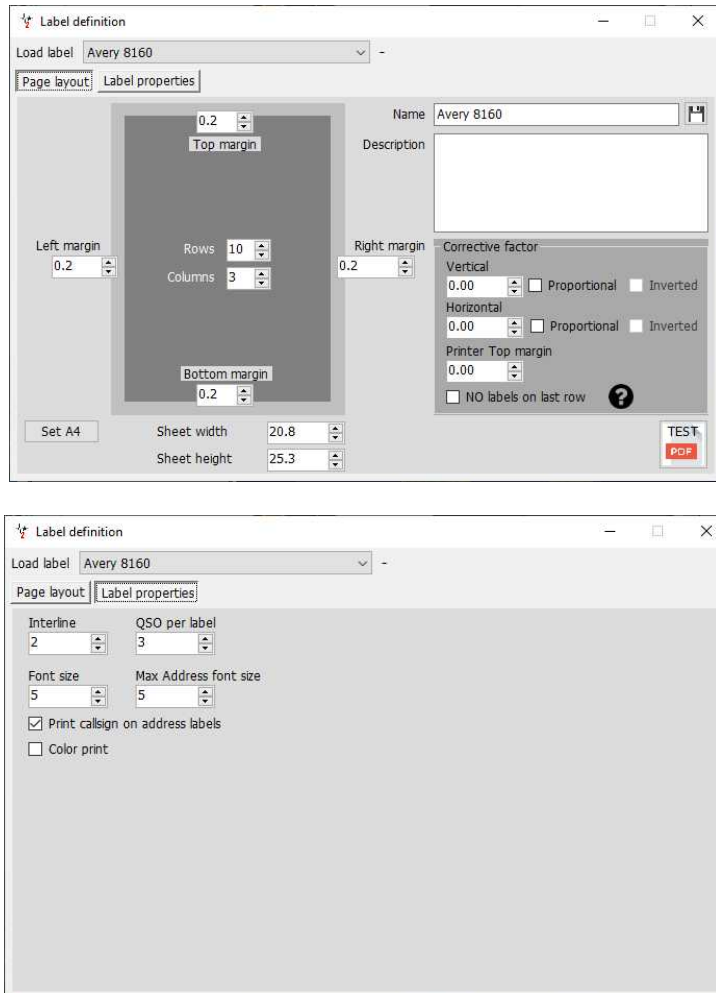 Label definition
Load label Avery 8160 -
Page layout Label properties
0.2
Top margin
Name Avery 8160
Description
Left margin
0.2
Rows 10
Columns 3
Right margin
0.2
Bottom margin
0.2
Corrective factor
Vertical
0.00 Proportional Inverted
Horizontal
0.00 Proportional Inverted
Printer Top margin
0.00
NO labels on last row ?
Set A4 Sheet width 20.8
Sheet height 25.3
TEST
PDF
Label definition
Load label Avery 8160 -
Page layout Label properties
Interline QSO per label
2 3
Font size Max Address font size
5 5
Print callsign on address labels
Color print